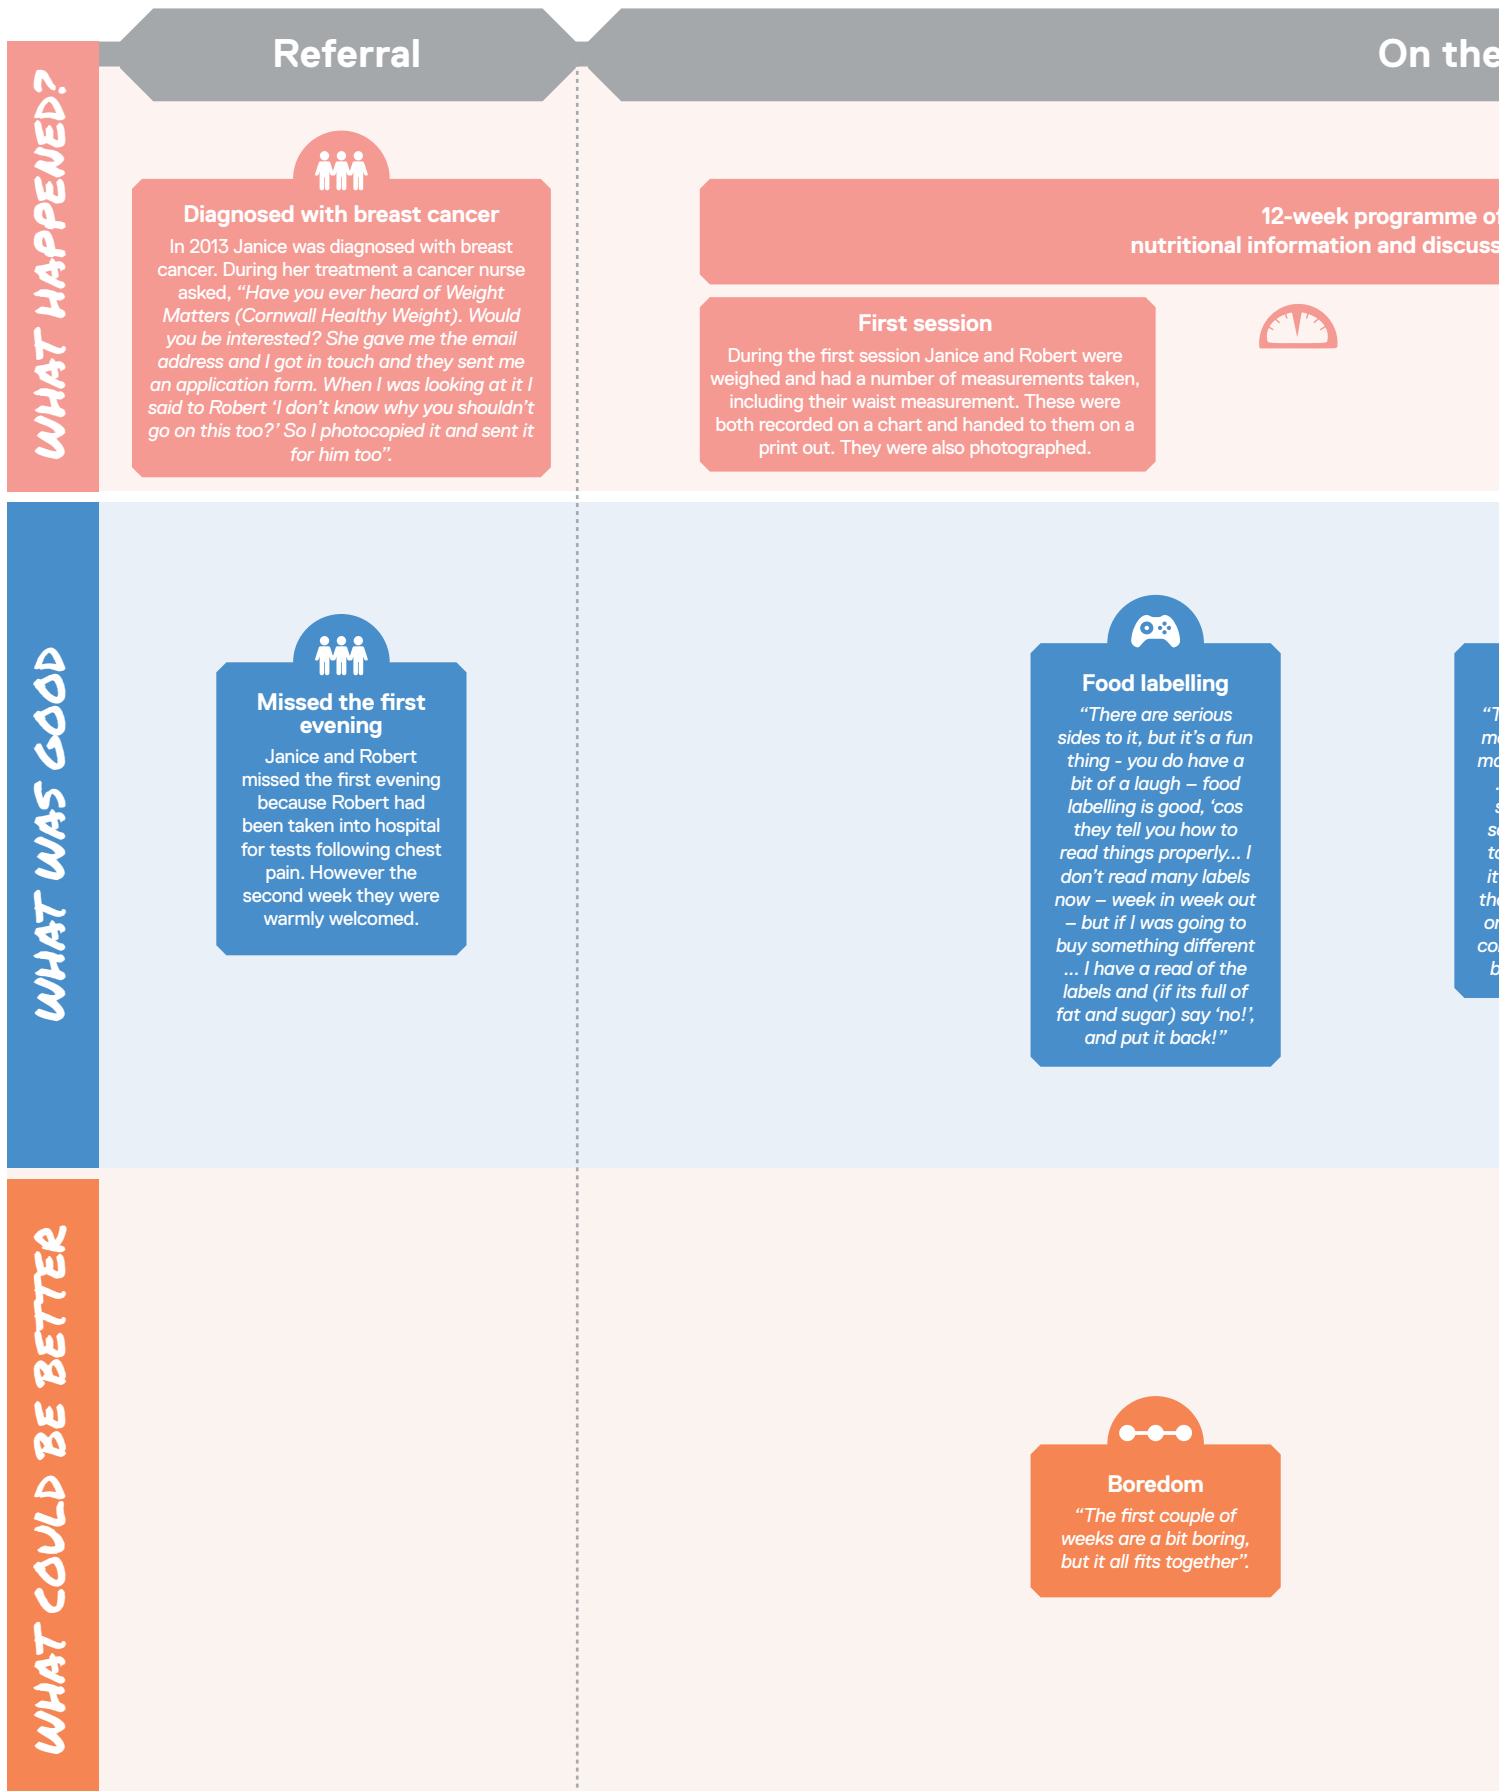 Referral
On the
WHAT HAPPENED?
Diagnosed with breast cancer
In 2013 Janice was diagnosed with breast
cancer. During her treatment a cancer nurse
asked, “Have you ever heard of Weight
Matters (Cornwall Healthy Weight). Would
you be interested? She gave me the email
address and I got in touch and they sent me
an application form. When I was looking at it I
said to Robert ‘I don’t know why you shouldn’t
go on this too?’ So I photocopied it and sent it
for him too”.
12-week programme of
nutritional information and discuss
First session
During the first session Janice and Robert were
weighed and had a number of measurements taken,
including their waist measurement. These were
both recorded on a chart and handed to them on a
print out. They were also photographed.
WHAT WAS GOOD
Missed the first
evening
Janice and Robert
missed the first evening
because Robert had
been taken into hospital
for tests following chest
pain. However the
second week they were
warmly welcomed.
Food labelling
“There are serious
sides to it, but it’s a fun
thing - you do have a
bit of a laugh – food
labelling is good, ‘cos
they tell you how to
read things properly... I
don’t read many labels
now – week in week out
– but if I was going to
buy something different
... I have a read of the
labels and (if its full of
fat and sugar) say ‘no!’,
and put it back!”
WHAT COULD BE BETTER
Boredom
“The first couple of
weeks are a bit boring,
but it all fits together”.